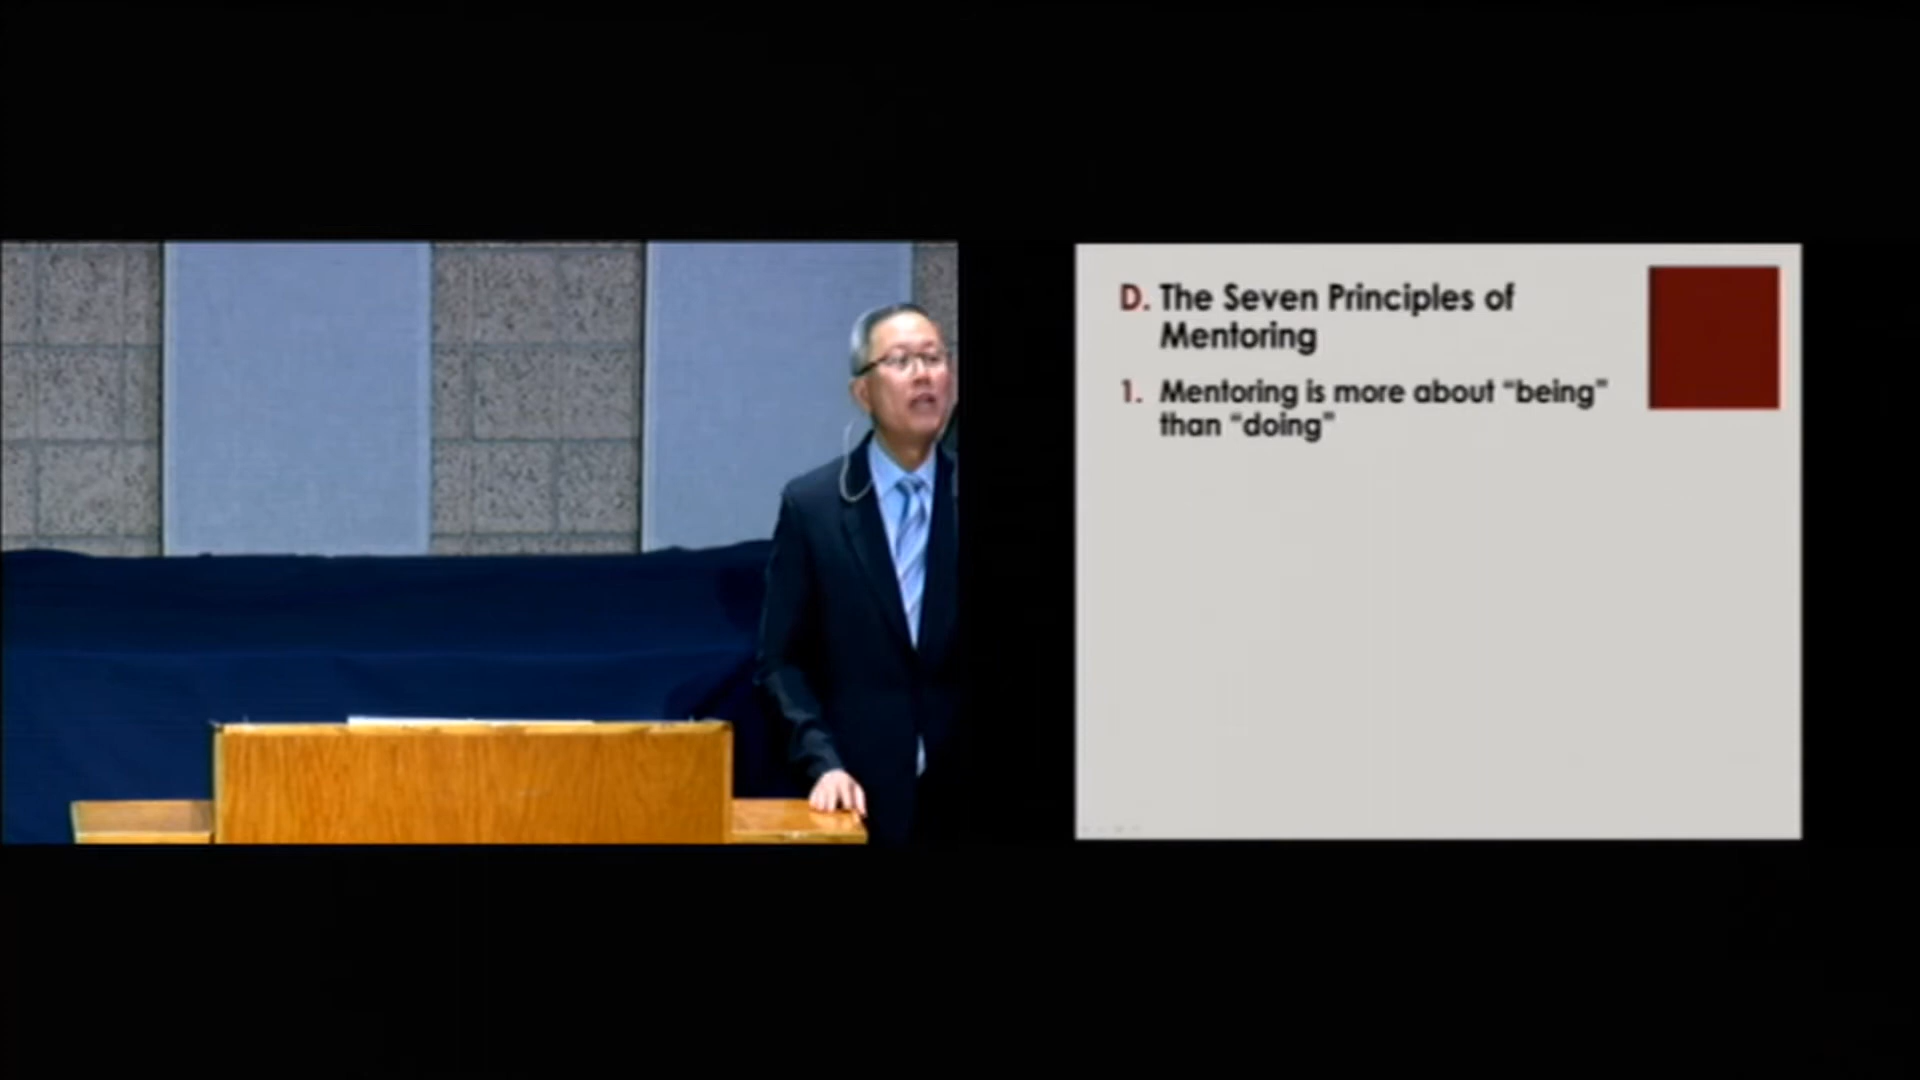 D. The Seven Principles of
Mentoring
1. Mentoring is more about “being”
than “doing”